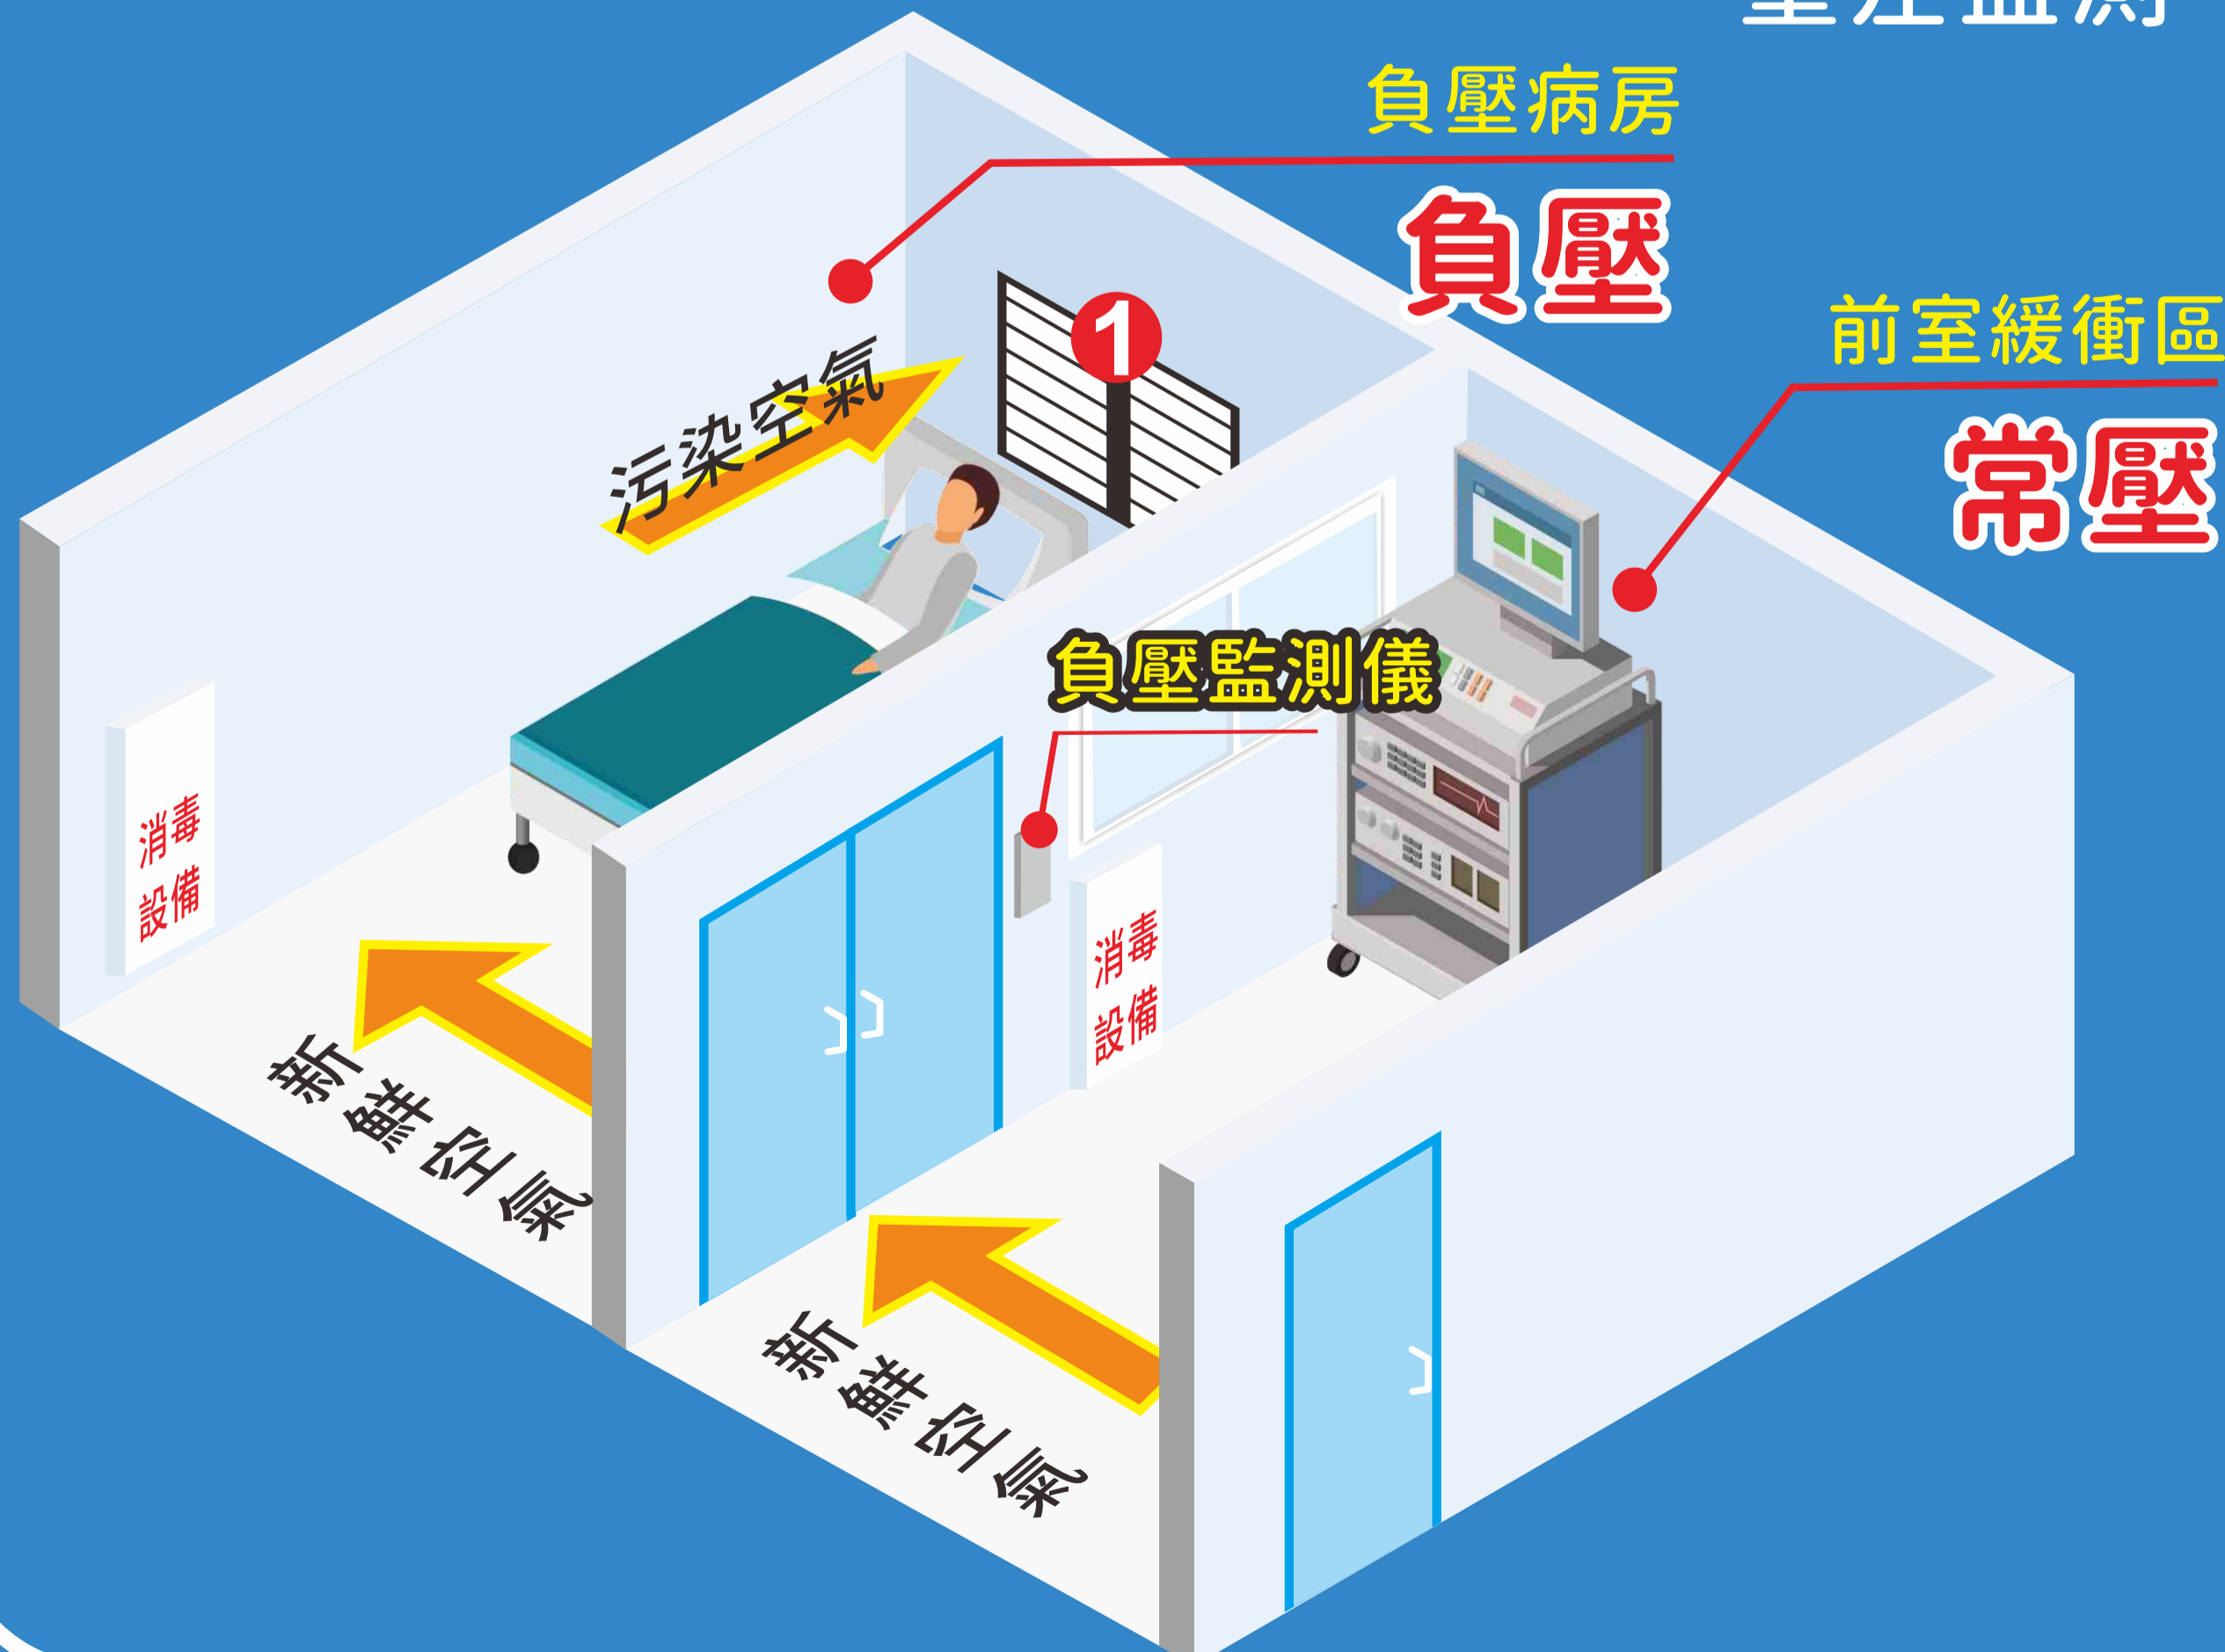 負壓病房
負壓
前室緩衝區
常壓
1
污染空氣
負壓監測儀
消毒
設備
消毒
設備
新鮮空氣
新鮮空氣